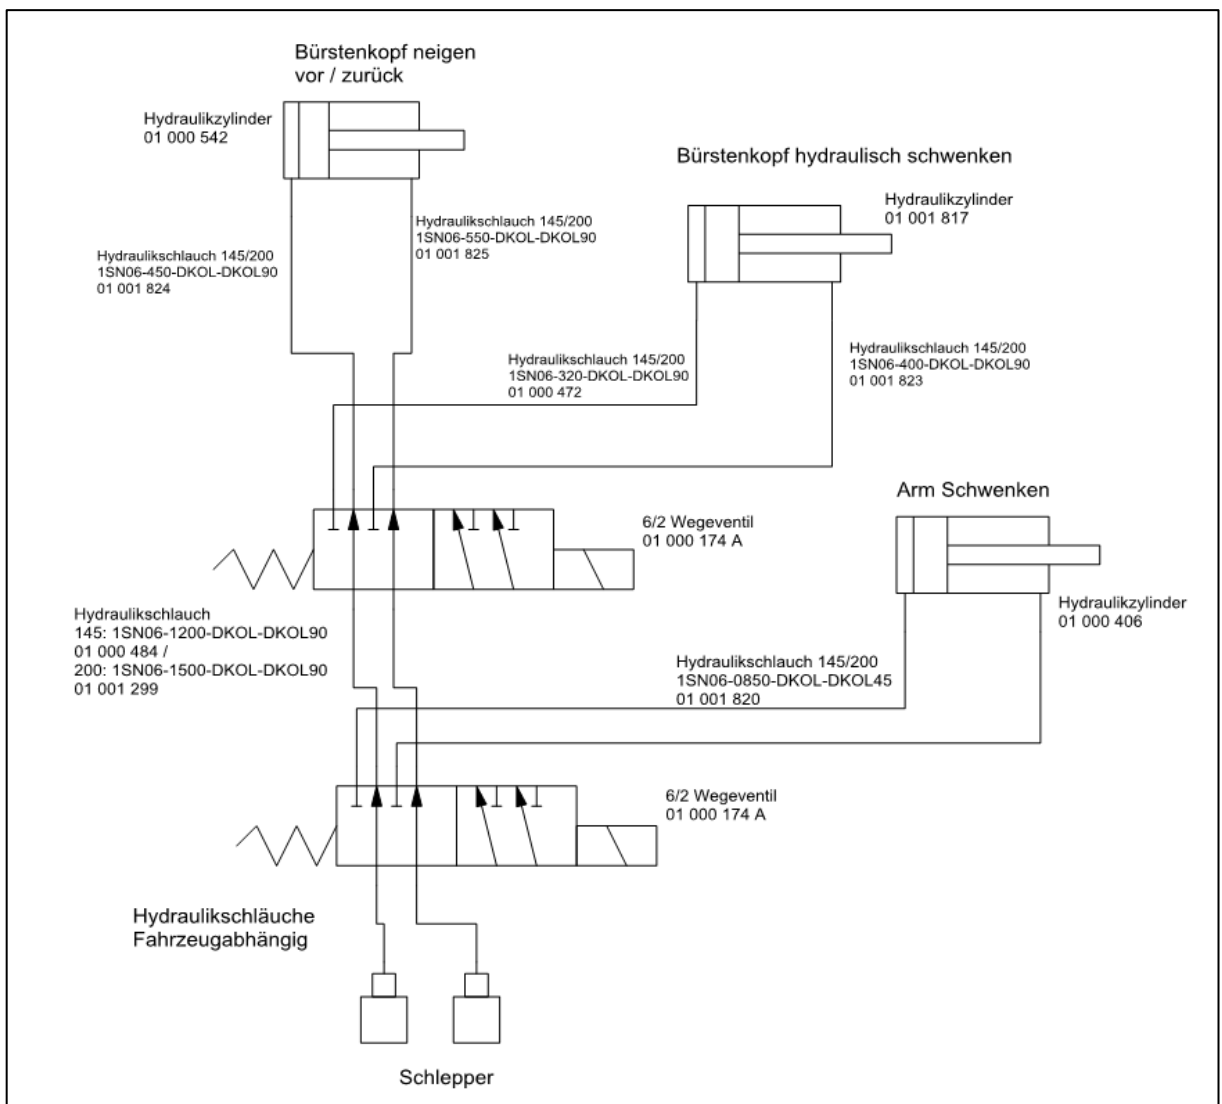 Bürstenkopf neigen
vor / zurück
Hydraulikzylinder
01 000 542
Bürstenkopf hydraulisch schwenken
Hydraulikzylinder
01 001 817
Hydraulikschlauch 145/200
1SN06-550-DKOL-DKOL90
01 001 825
Hydraulikschlauch 145/200
1SN06-450-DKOL-DKOL90
01 001 824
Hydraulikschlauch 145/200
1SN06-320-DKOL-DKOL90
01 000 472
Hydraulikschlauch 145/200
1SN06-400-DKOL-DKOL90
01 001 823
Arm Schwenken
6/2 Wegeventil
01 000 174 A
Hydraulikzylinder
01 000 406
Hydraulikschlauch
145: 1SN06-1200-DKOL-DKOL90
01 000 484 /
200: 1SN06-1500-DKOL-DKOL90
01 001 299
Hydraulikschlauch 145/200
1SN06-0850-DKOL-DKOL45
01 001 820
6/2 Wegeventil
01 000 174 A
Hydraulikschläuche
Fahrzeugabhängig
Schlepper